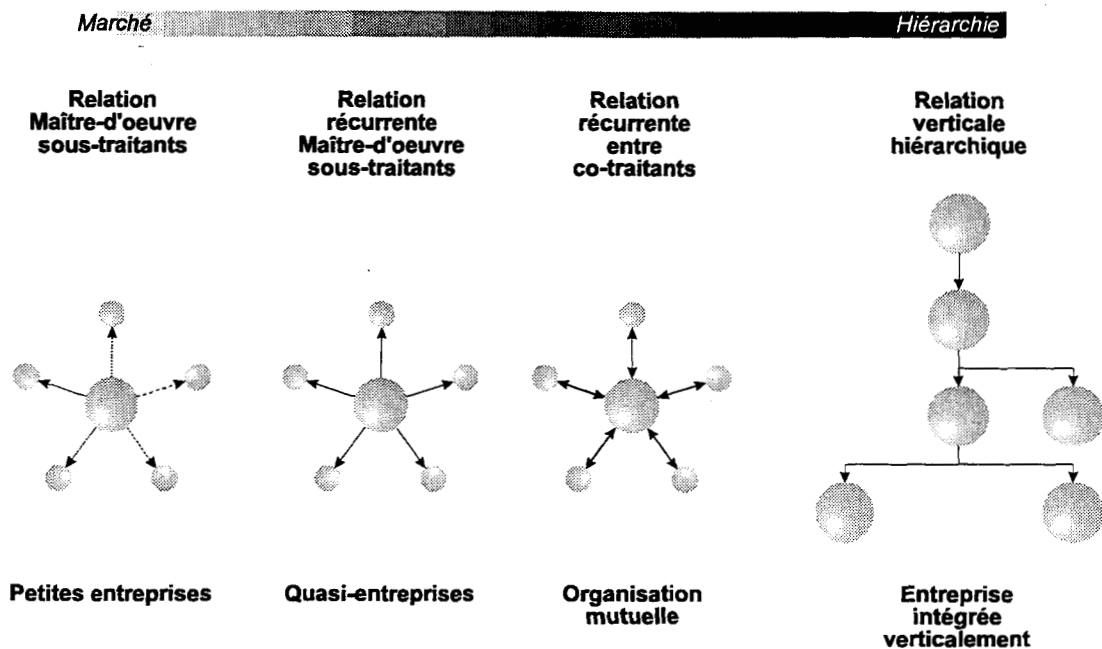 Marché
Hiérarchie
Relation
Maître-d'oeuvre
sous-traitants
Relation
récurrente
Maître-d'oeuvre
sous-traitants
Relation
récurrente
entre
co-traitants
Relation
verticale
hiérarchique
Petites entreprises
Quasi-entreprises
Organisation
mutuelle
Entreprise
intégrée
verticalement